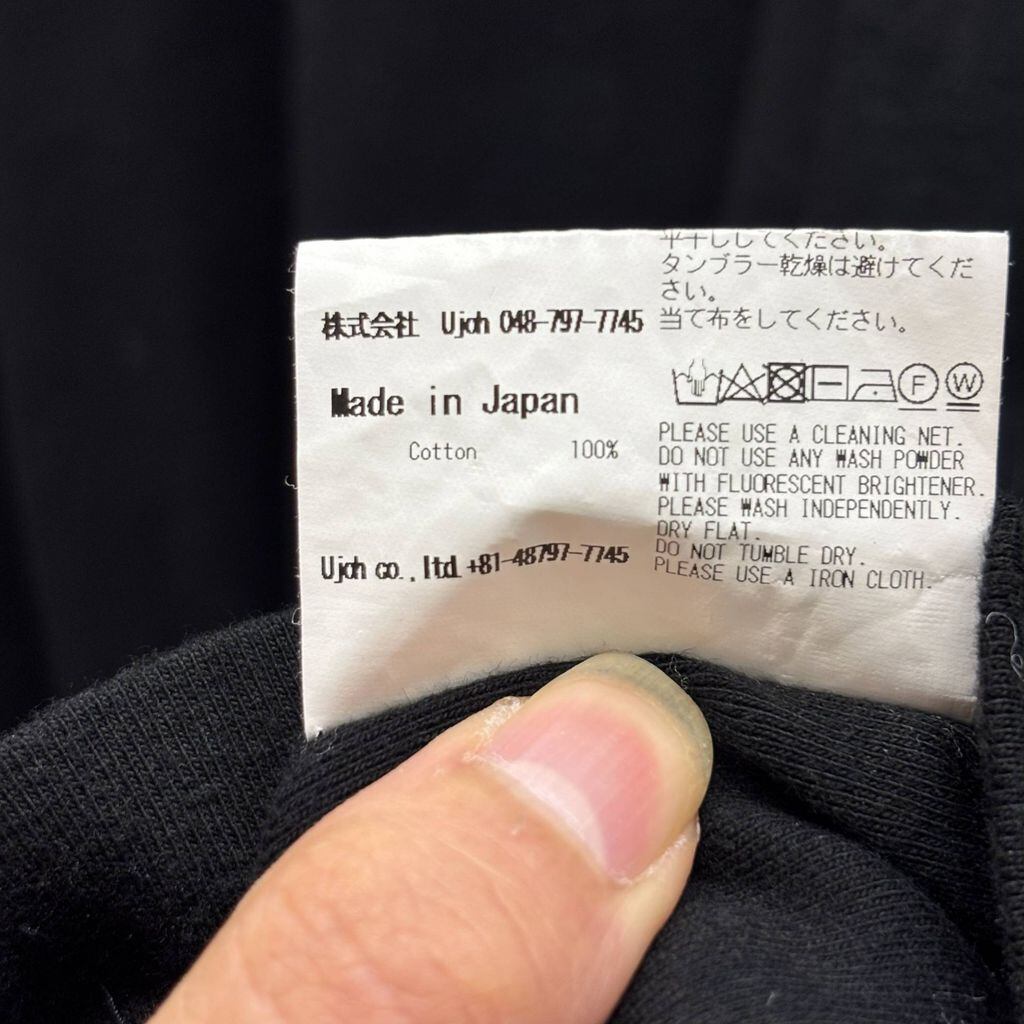 株式会社 Ujoh 048-797-7745
Made in Japan
Cotton 100%
Ujoh co.,ltd. +81-48797-7745
平干ししてください。
タンブラー乾燥は避けてくだ
さい。
当て布をしてください。
F W
PLEASE USE A CLEANING NET.
DO NOT USE ANY WASH POWDER
WITH FLUORESCENT BRIGHTENER.
PLEASE WASH INDEPENDENTLY.
DRY FLAT.
DO NOT TUMBLE DRY.
PLEASE USE A IRON CLOTH.